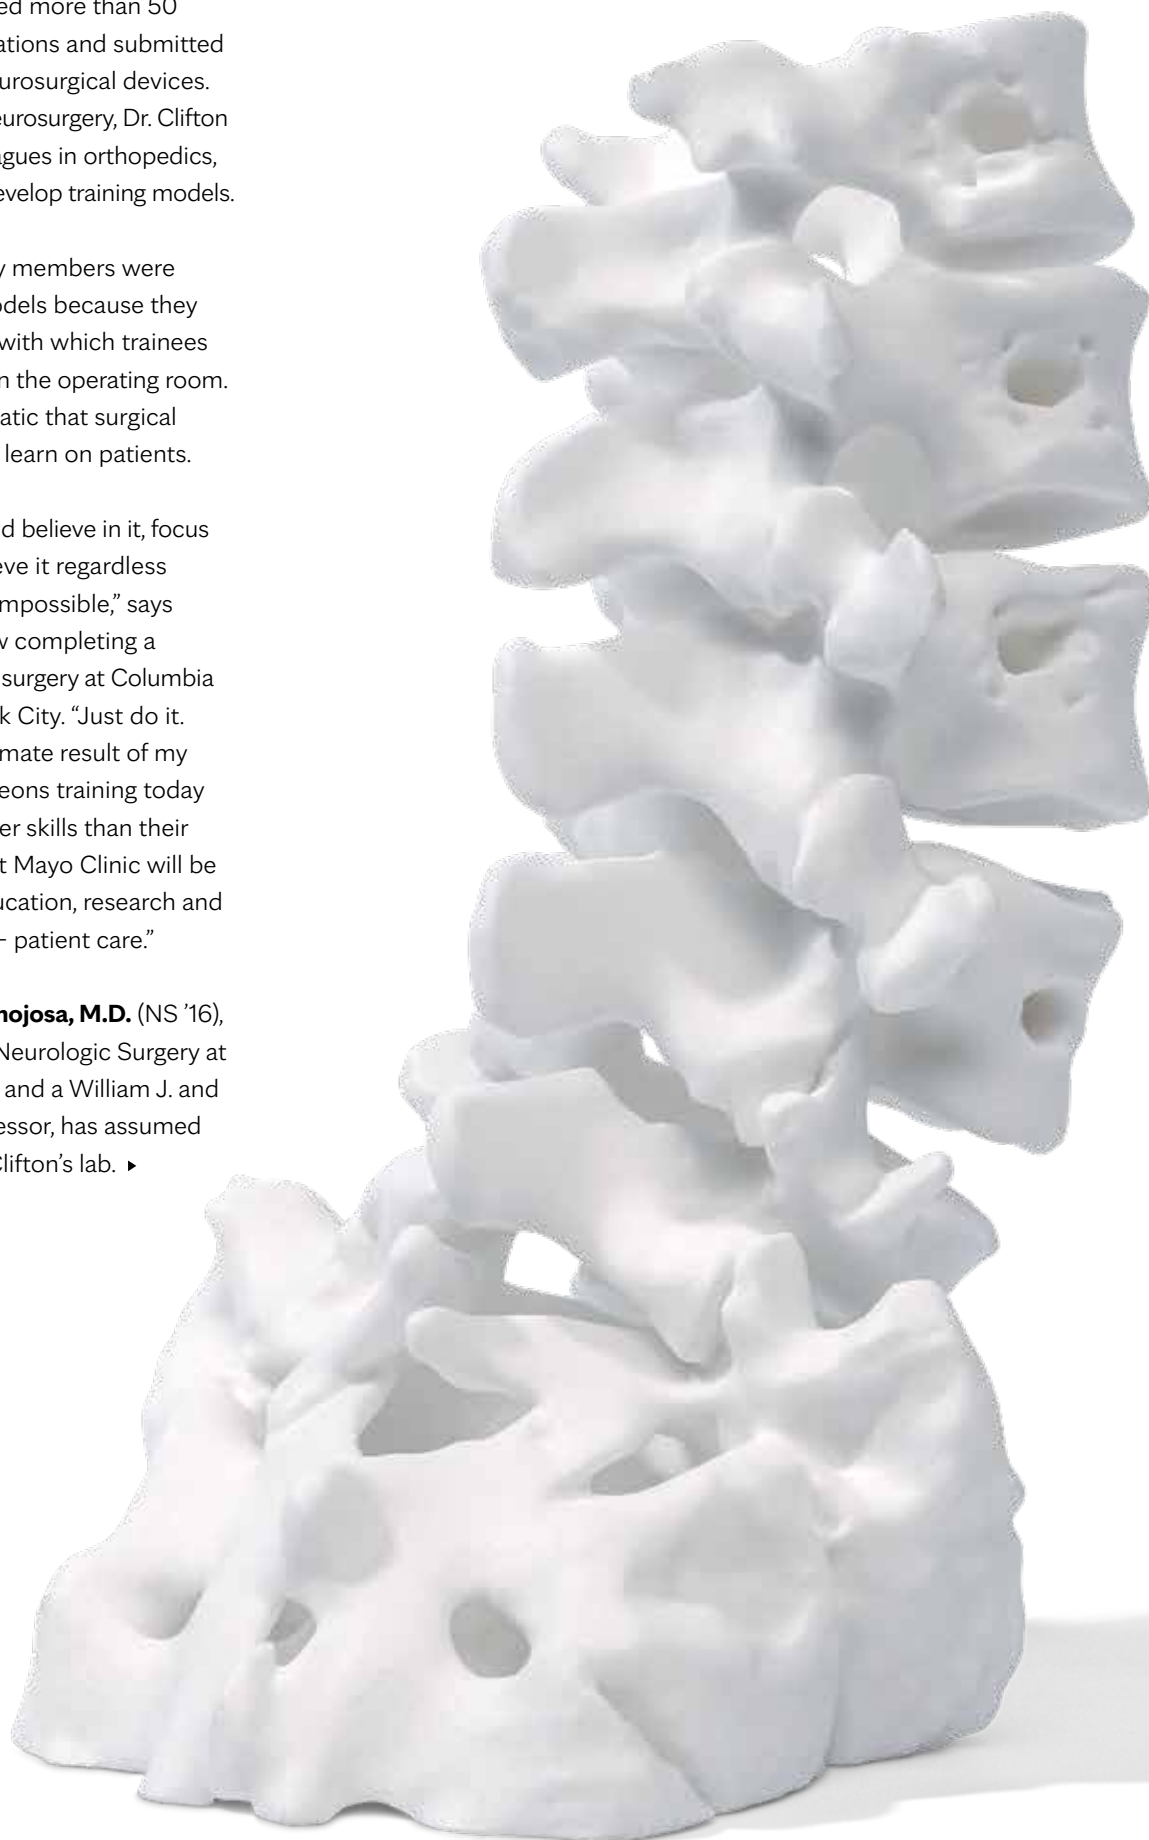 ed more than 50
ations and submitted
urosurgical devices.
eurosurgery, Dr. Clifton
agues in orthopedics,
evelop training models.
y members were
odels because they
with which trainees
n the operating room.
atic that surgical
learn on patients.
d believe in it, focus
eve it regardless
mpossible,” says
w completing a
surgery at Columbia
k City. “Just do it.
mate result of my
eons training today
er skills than their
t Mayo Clinic will be
ucation, research and
– patient care.”
nojosa, M.D. (NS ’16),
Neurologic Surgery at
and a William J. and
essor, has assumed
Clifton’s lab. ▸